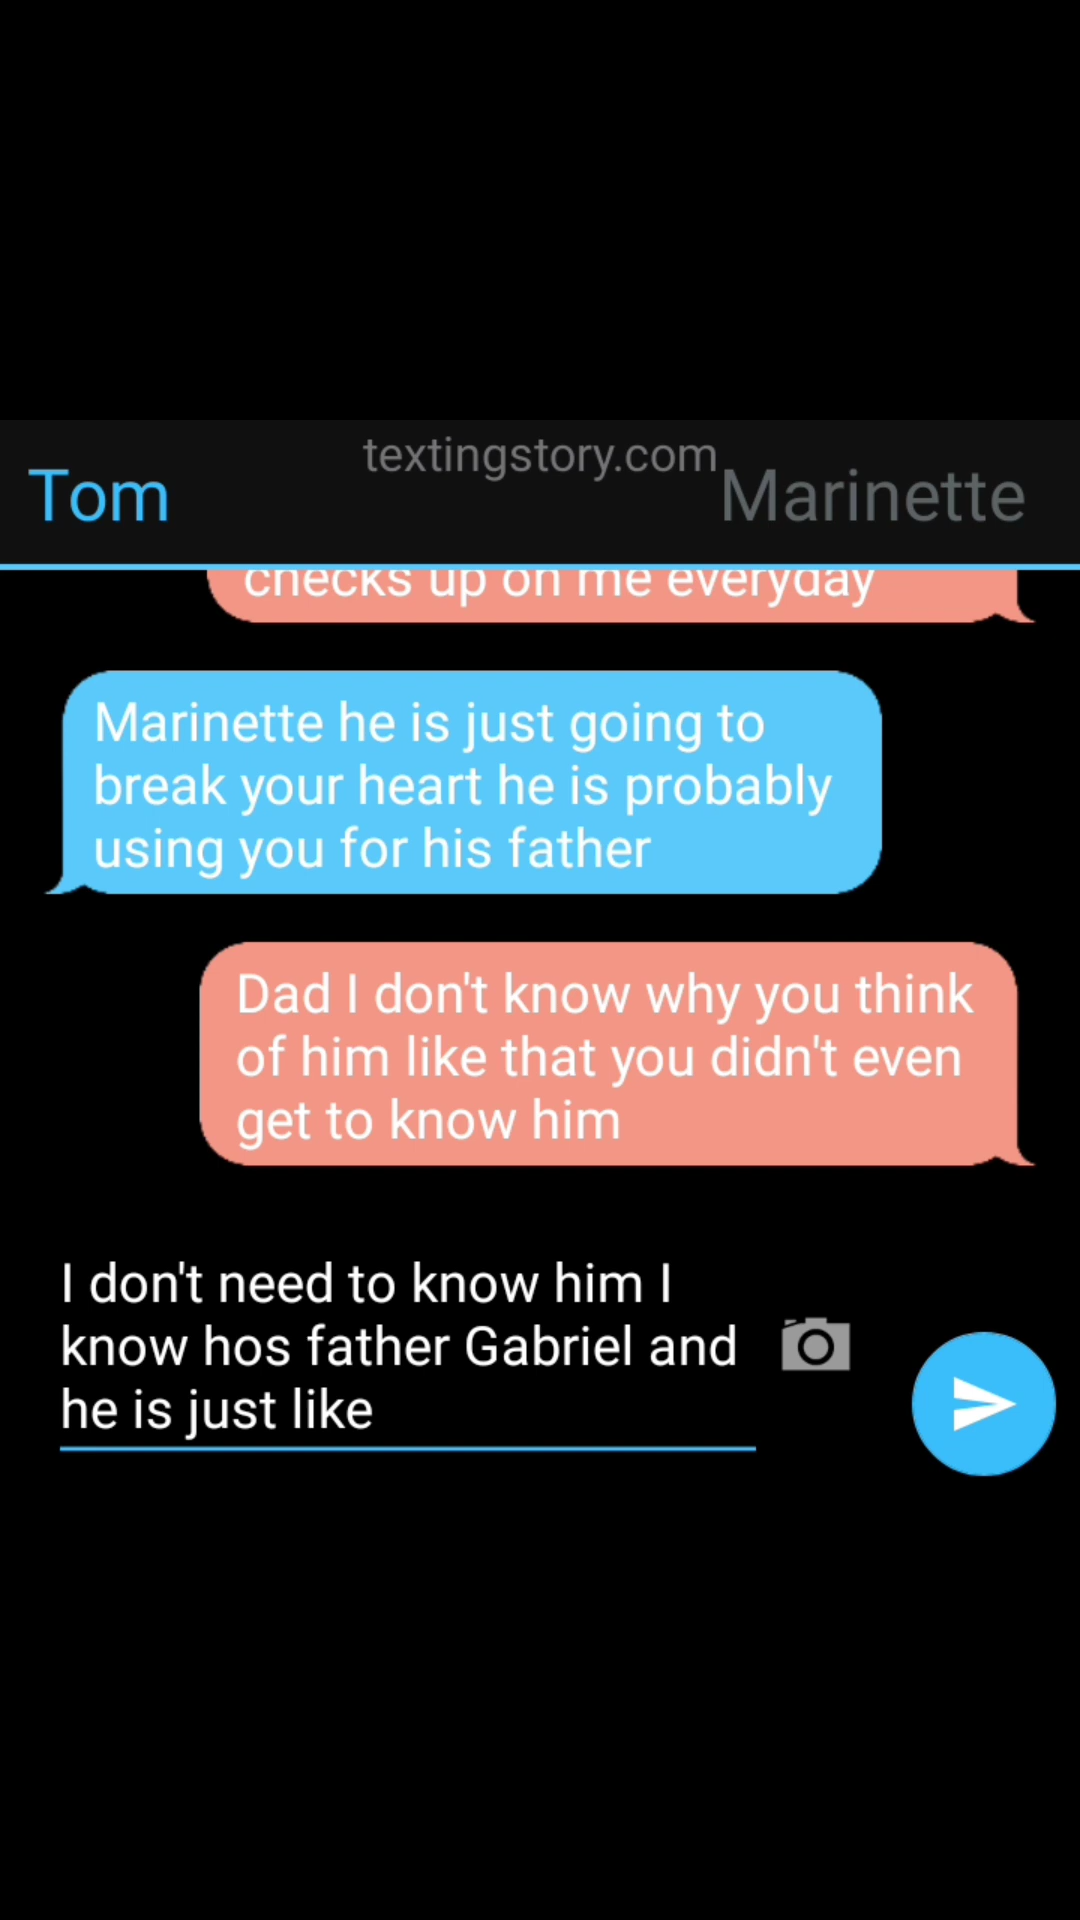 textingstory.com
Tom
Marinette
checks up on me everyday
Marinette he is just going to
break your heart he is probably
using you for his father
Dad I don't know why you think
of him like that you didn't even
get to know him
I don't need to know him I
know hos father Gabriel and
he is just like